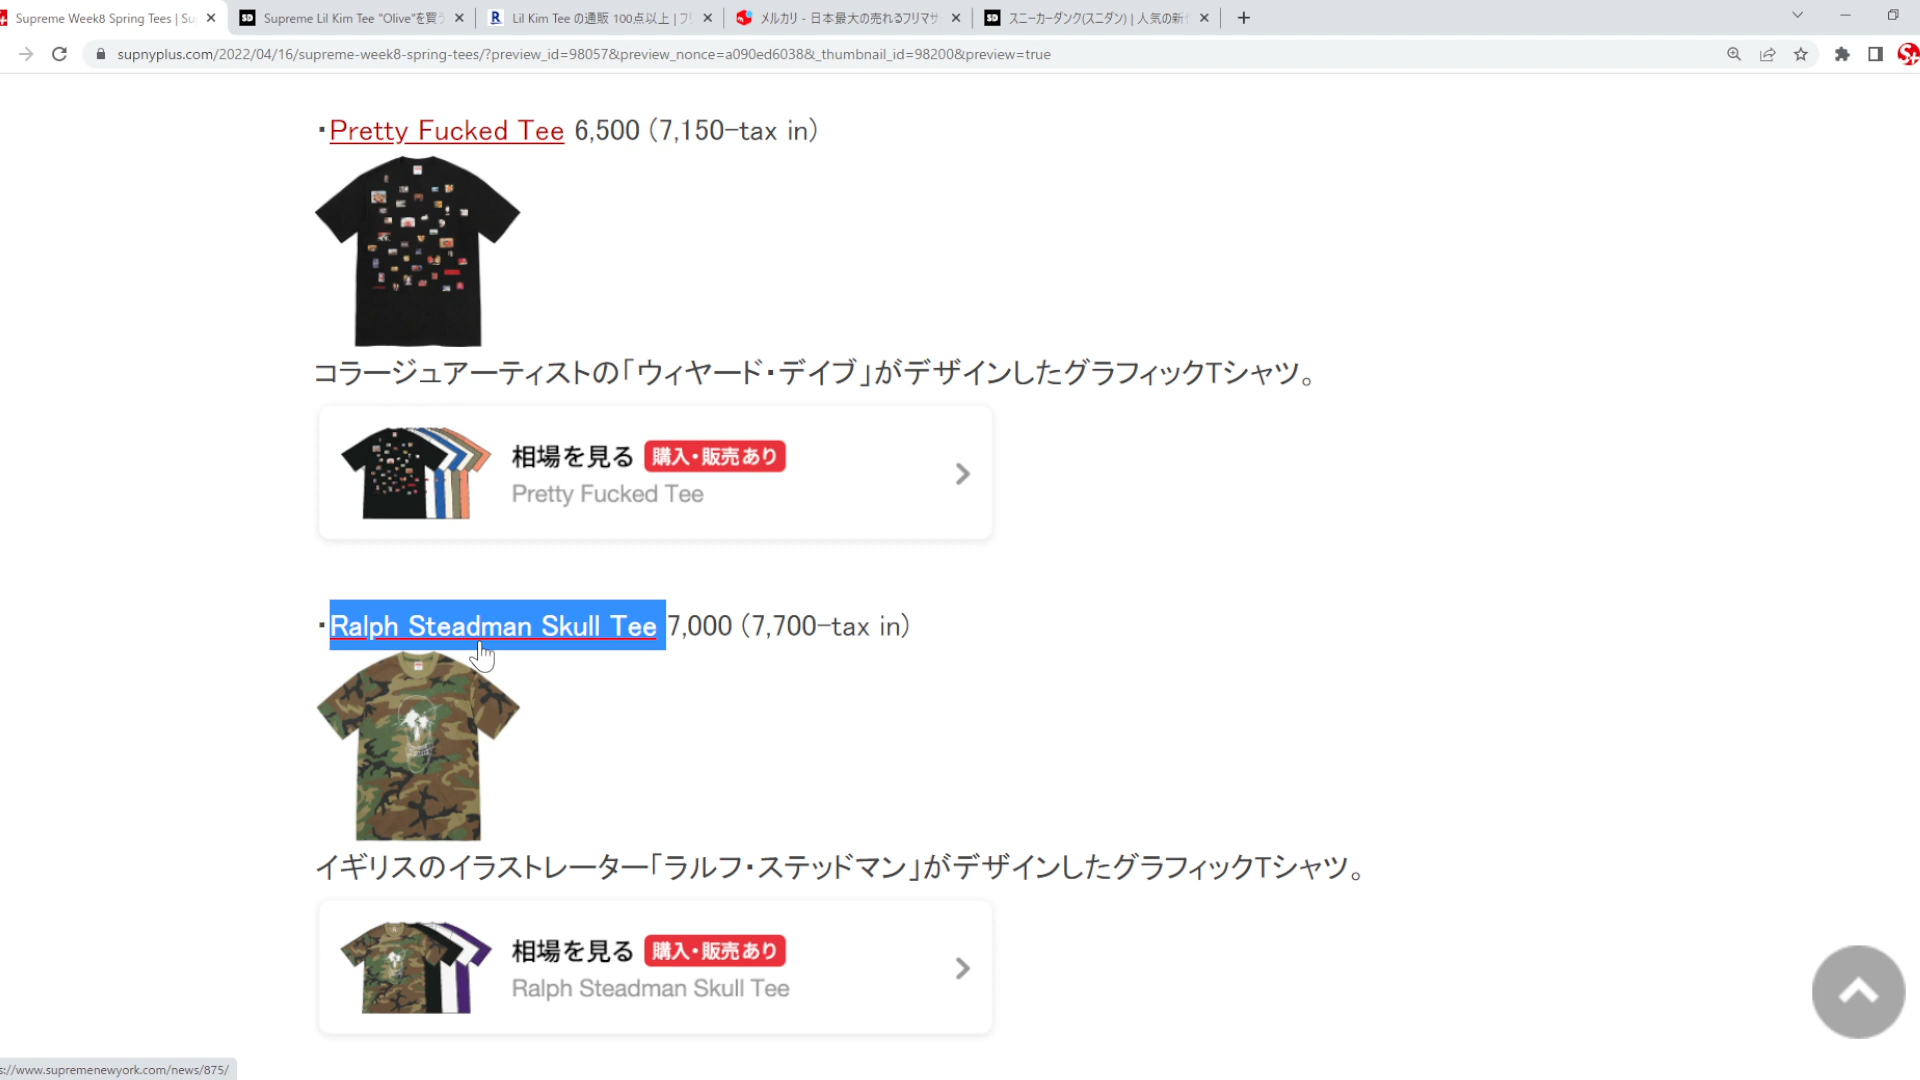 Supreme Week8 Spring Tees | Su
Supreme Lil Kim Tee "Olive"を買う
Lil Kim Tee の通販 100点以上 | フリ
メルカリ - 日本最大の売れるフリマサ
スニーカーダンク(スニダン) | 人気の新
supnyplus.com/2022/04/16/supreme-week8-spring-tees/?preview_id=98057&preview_nonce=a090ed6038&_thumbnail_id=98200&preview=true
・Pretty Fucked Tee 6,500 (7,150-tax in)
コラージュアーティストの「ウィヤード・デイブ」がデザインしたグラフィックTシャツ。
相場を見る 購入・販売あり
Pretty Fucked Tee
・Ralph Steadman Skull Tee 7,000 (7,700-tax in)
イギリスのイラストレーター「ラルフ・ステッドマン」がデザインしたグラフィックTシャツ。
相場を見る 購入・販売あり
Ralph Steadman Skull Tee
s://www.supremenewyork.com/news/875/